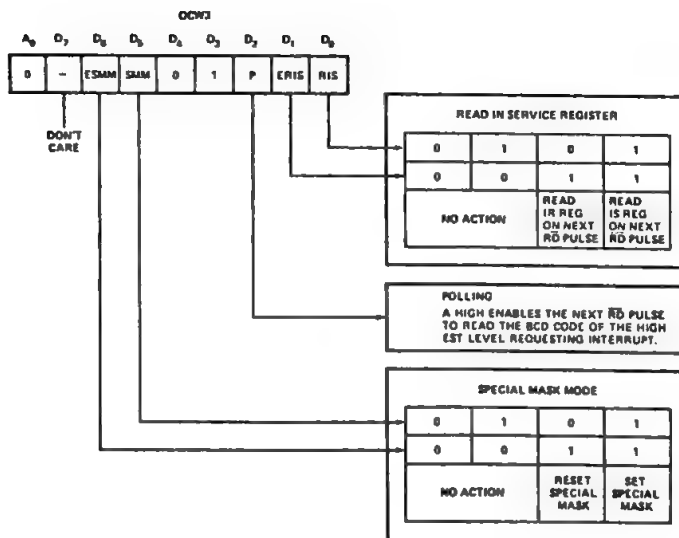 OCW3
A0 D7 D6 D5 D4 D3 D2 D1 D0
0 – ESMM SMM 0 1 P ERIS RIS
DON'T
CARE
READ IN SERVICE REGISTER
0 1 0 1
0 0 1 1
NO ACTION
READ
IR REG
ON NEXT
RD PULSE
READ
IS REG
ON NEXT
RD PULSE
POLLING
A HIGH ENABLES THE NEXT RD PULSE
TO READ THE BCD CODE OF THE HIGH
EST LEVEL REQUESTING INTERRUPT.
SPECIAL MASK MODE
0 1 0 1
0 0 1 1
NO ACTION
RESET
SPECIAL
MASK
SET
SPECIAL
MASK